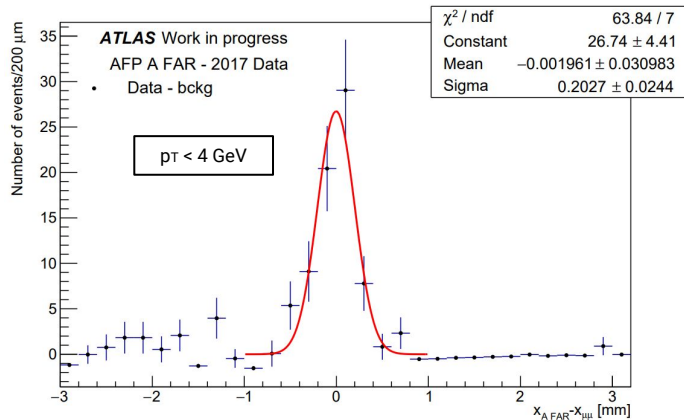 χ² / ndf 63.84 / 7
Constant 26.74 ± 4.41
Mean −0.001961 ± 0.030983
Sigma 0.2027 ± 0.0244
ATLAS Work in progress
AFP A FAR - 2017 Data
Data - bckg
pT < 4 GeV
Number of events/200 μm
35
30
25
20
15
10
5
0
−3 −2 −1 0 1 2 3
x A FAR-x μμ [mm]